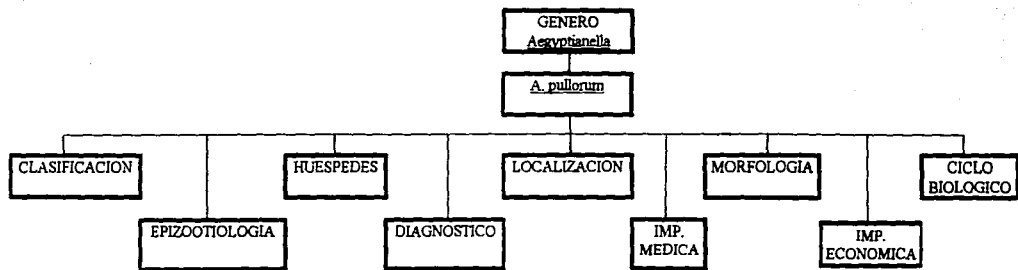 GENERO
Aegyptianella
A. pullorum
CLASIFICACION
HUESPEDES
LOCALIZACION
MORFOLOGIA
CICLO
BIOLOGICO
EPIZOOTIOLOGIA
DIAGNOSTICO
IMP.
MEDICA
IMP.
ECONOMICA